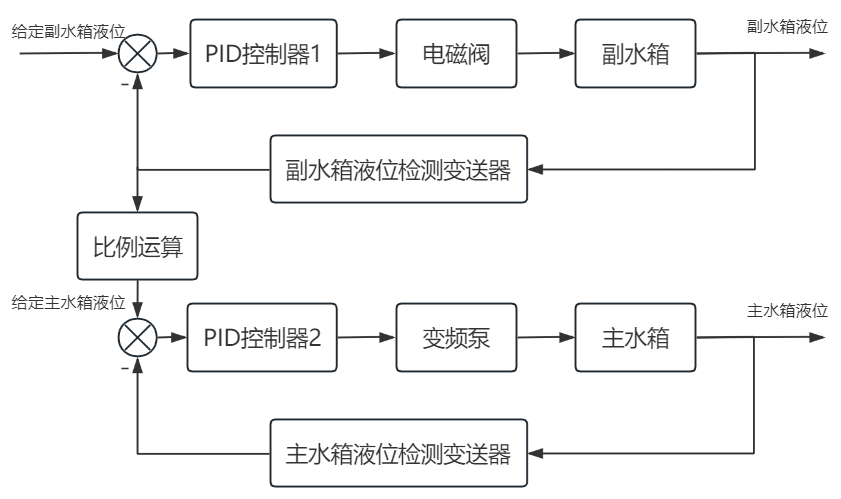 给定副水箱液位
PID控制器1
电磁阀
副水箱
副水箱液位
-
副水箱液位检测变送器
比例运算
给定主水箱液位
PID控制器2
变频泵
主水箱
主水箱液位
-
主水箱液位检测变送器